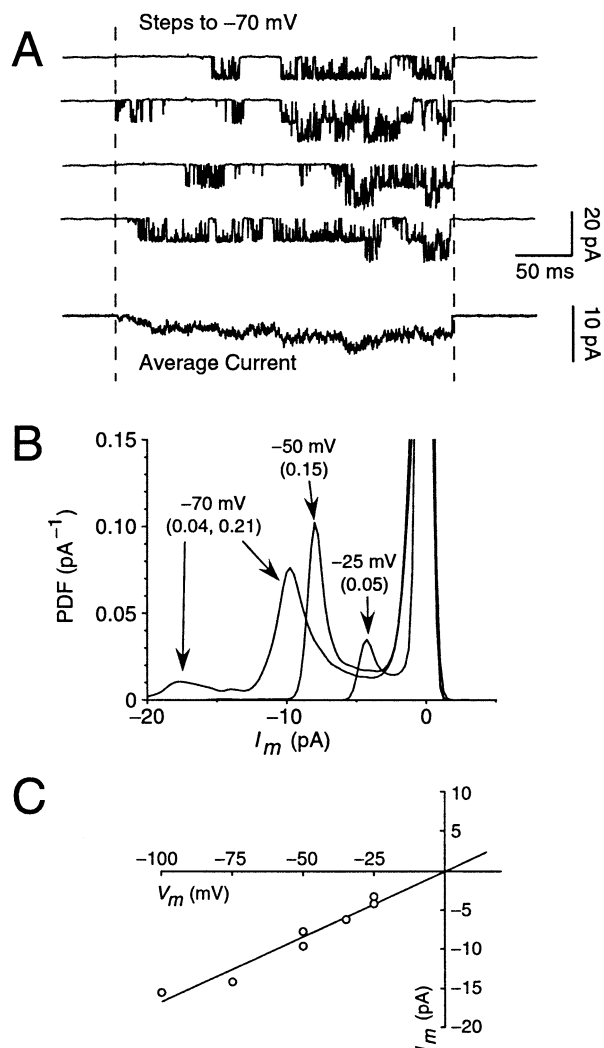 A
Steps to −70 mV
20 pA
50 ms
10 pA
Average Current
B
0.15
0.10
0.05
0
PDF (pA−1)
−50 mV
(0.15)
−70 mV
(0.04, 0.21)
−25 mV
(0.05)
−20
−10
0
Im (pA)
C
10
5
−100
−75
−50
−25
Vm (mV)
−5
−10
−15
−20
Im (pA)